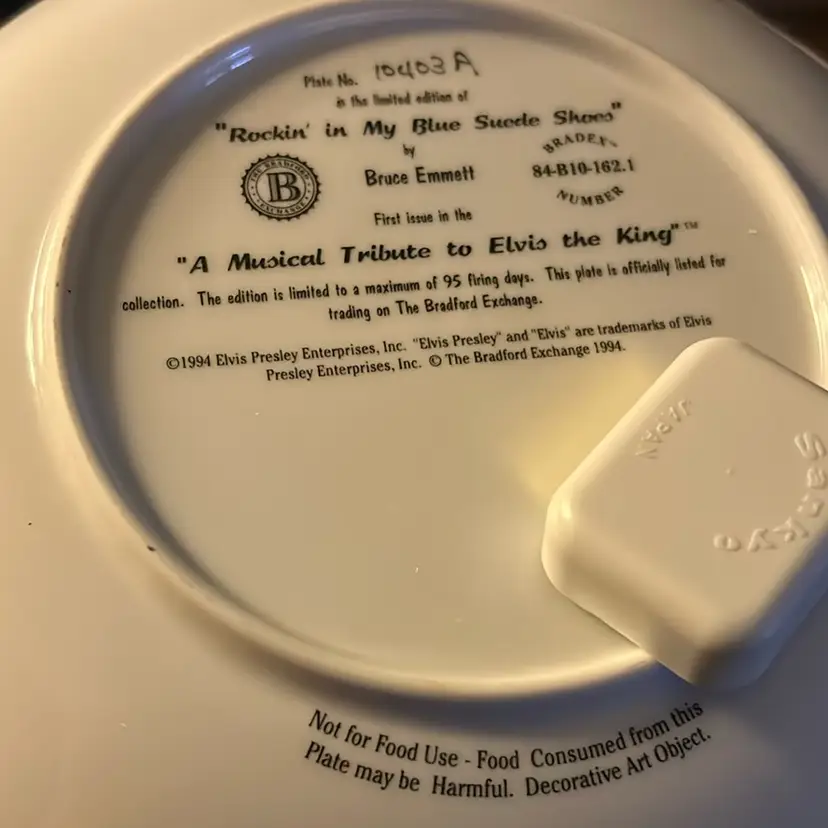 Plate No. 10403A
in the limited edition of
"Rockin' in My Blue Suede Shoes"
by
Bruce Emmett
THE BRADFORD EXCHANGE
B
BRADEX
84-B10-162.1
NUMBER
First issue in the
"A Musical Tribute to Elvis the King"™
collection. The edition is limited to a maximum of 95 firing days. This plate is officially listed for
trading on The Bradford Exchange.
©1994 Elvis Presley Enterprises, Inc. "Elvis Presley" and "Elvis" are trademarks of Elvis
Presley Enterprises, Inc. © The Bradford Exchange 1994.
JAPAN
Sankyo
Not for Food Use - Food Consumed from this
Plate may be Harmful. Decorative Art Object.